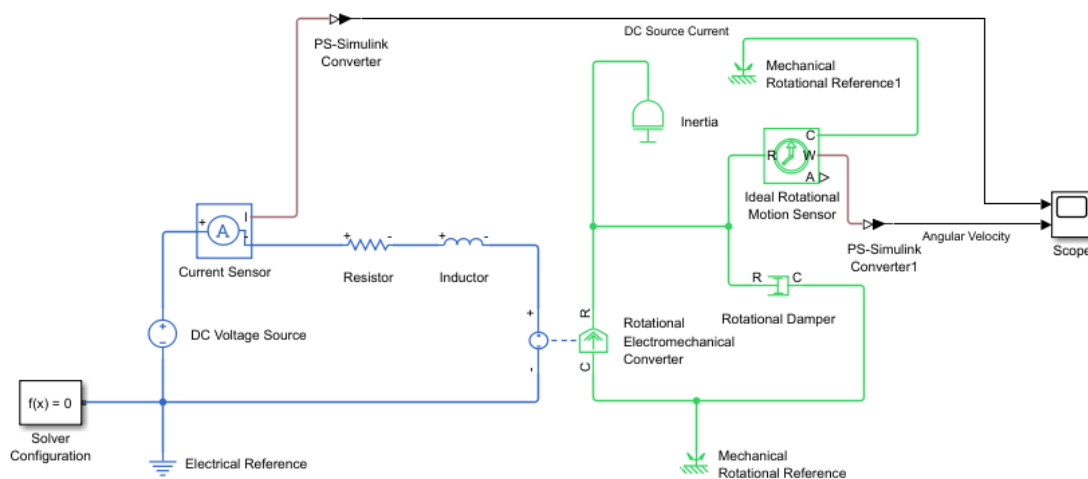 DC Source Current
PS-Simulink
Converter
Mechanical
Rotational Reference1
Inertia
C
R
W
A
Ideal Rotational
Motion Sensor
PS-Simulink
Converter1
Angular Velocity
Scope
+
I
A
-
Current Sensor
+
-
Resistor
+
-
Inductor
+
-
DC Voltage Source
+
-
R
C
Rotational
Electromechanical
Converter
R
C
Rotational Damper
f(x) = 0
Solver
Configuration
Electrical Reference
Mechanical
Rotational Reference